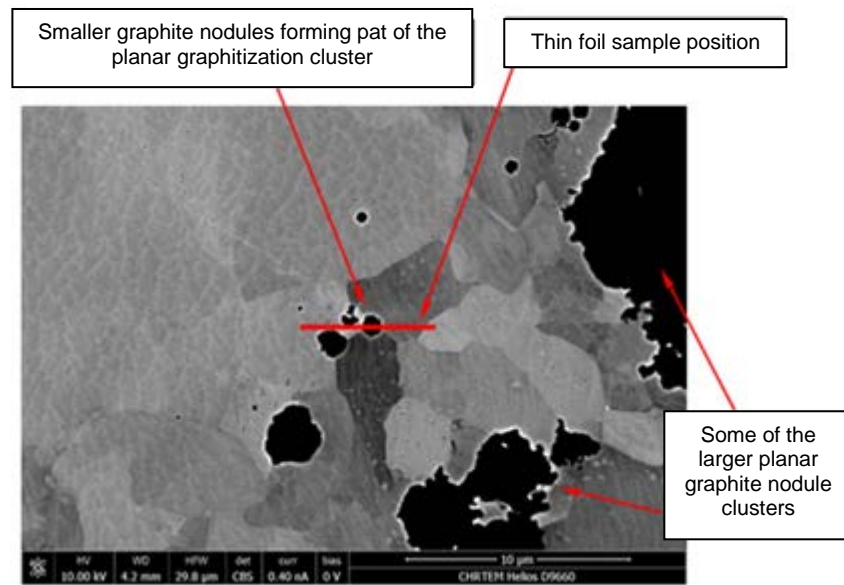 Smaller graphite nodules forming pat of the
planar graphitization cluster
Thin foil sample position
Some of the
larger planar
graphite nodule
clusters
HV WD HFW det curr bias 10 µm
10.00 kV 4.2 mm 29.8 µm CBS 0.40 nA 0 V CHRTEM Helios D9660